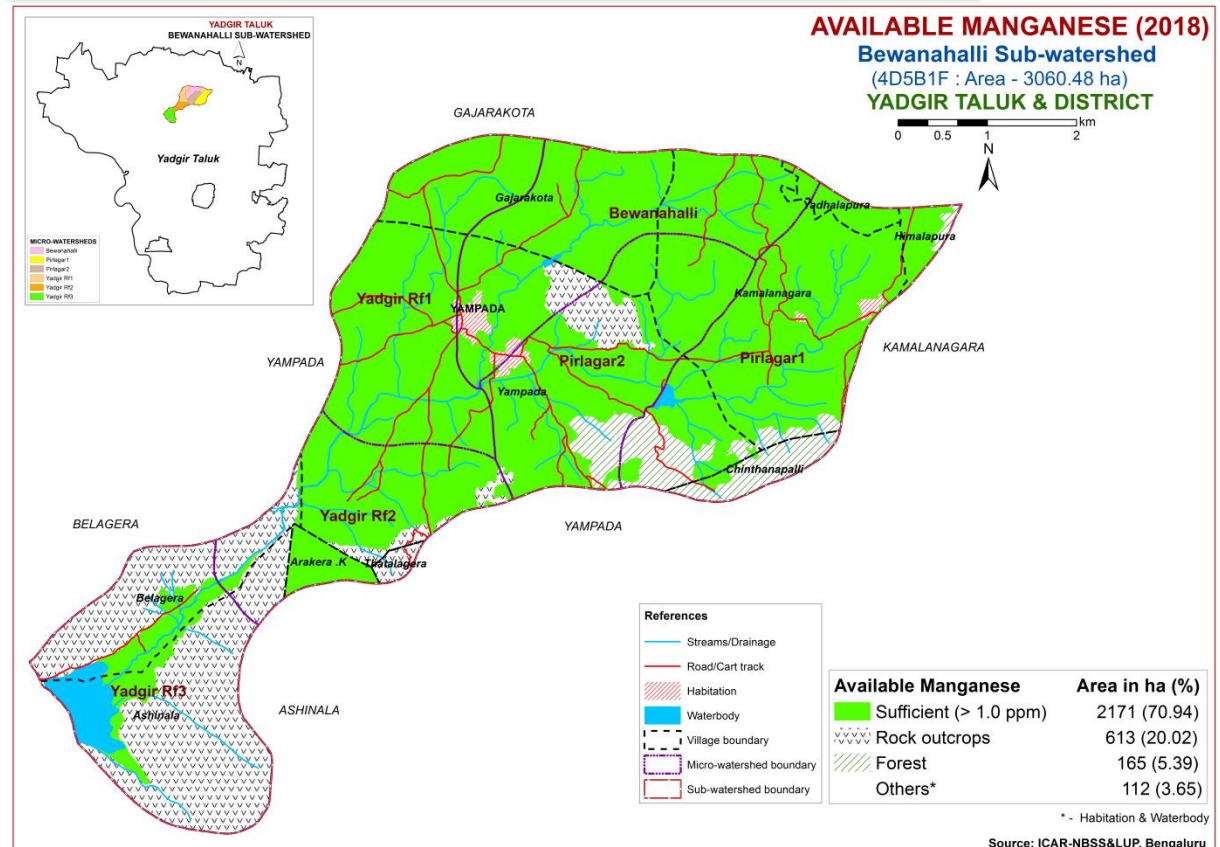 AVAILABLE MANGANESE (2018)
Bewanahalli Sub-watershed
(4D5B1F : Area - 3060.48 ha)
YADGIR TALUK & DISTRICT
0 0.5 1 2 km
N
YADGIR TALUK
BEWANAHALLI SUB-WATERSHED
N
Yadgir Taluk
MICRO-WATERSHEDS
Bewanahalli
Pirlagar1
Pirlagar2
Yadgir Rf1
Yadgir Rf2
Yadgir Rf3
GAJARAKOTA
Gajarakota
Bewanahalli
Yadhalapura
Himalapura
Yadgir Rf1
YAMPADA
Kamalanagara
KAMALANAGARA
YAMPADA
Pirlagar2
Pirlagar1
Yampada
Chinthanapalli
BELAGERA
Yadgir Rf2
YAMPADA
Arakera .K
Thatalagera
Belagera
Yadgir Rf3
Ashinala
ASHINALA
References
Streams/Drainage
Road/Cart track
Habitation
Waterbody
Village boundary
Micro-watershed boundary
Sub-watershed boundary
Available Manganese Area in ha (%)
Sufficient (> 1.0 ppm) 2171 (70.94)
Rock outcrops 613 (20.02)
Forest 165 (5.39)
Others* 112 (3.65)
* - Habitation & Waterbody
Source: ICAR-NBSS&LUP, Bengaluru